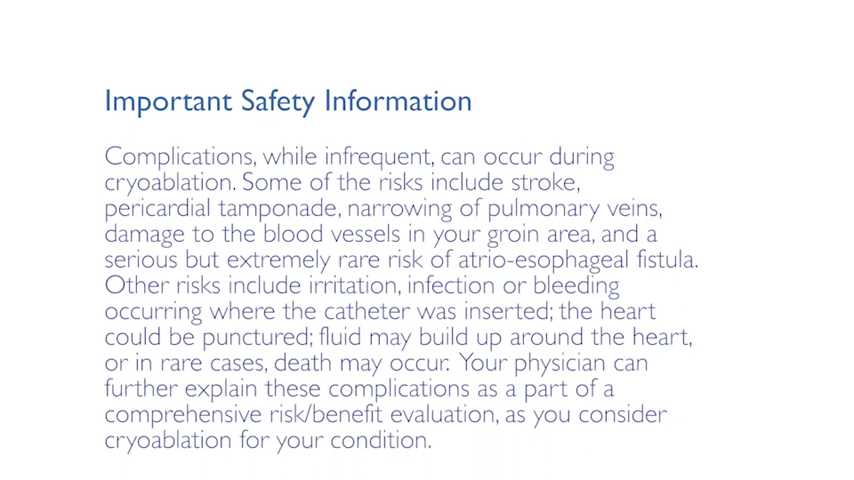 Important Safety Information
Complications, while infrequent, can occur during
cryoablation. Some of the risks include stroke,
pericardial tamponade, narrowing of pulmonary veins,
damage to the blood vessels in your groin area, and a
serious but extremely rare risk of atrio-esophageal fistula.
Other risks include irritation, infection or bleeding
occurring where the catheter was inserted; the heart
could be punctured; fluid may build up around the heart,
or in rare cases, death may occur. Your physician can
further explain these complications as a part of a
comprehensive risk/benefit evaluation, as you consider
cryoablation for your condition.